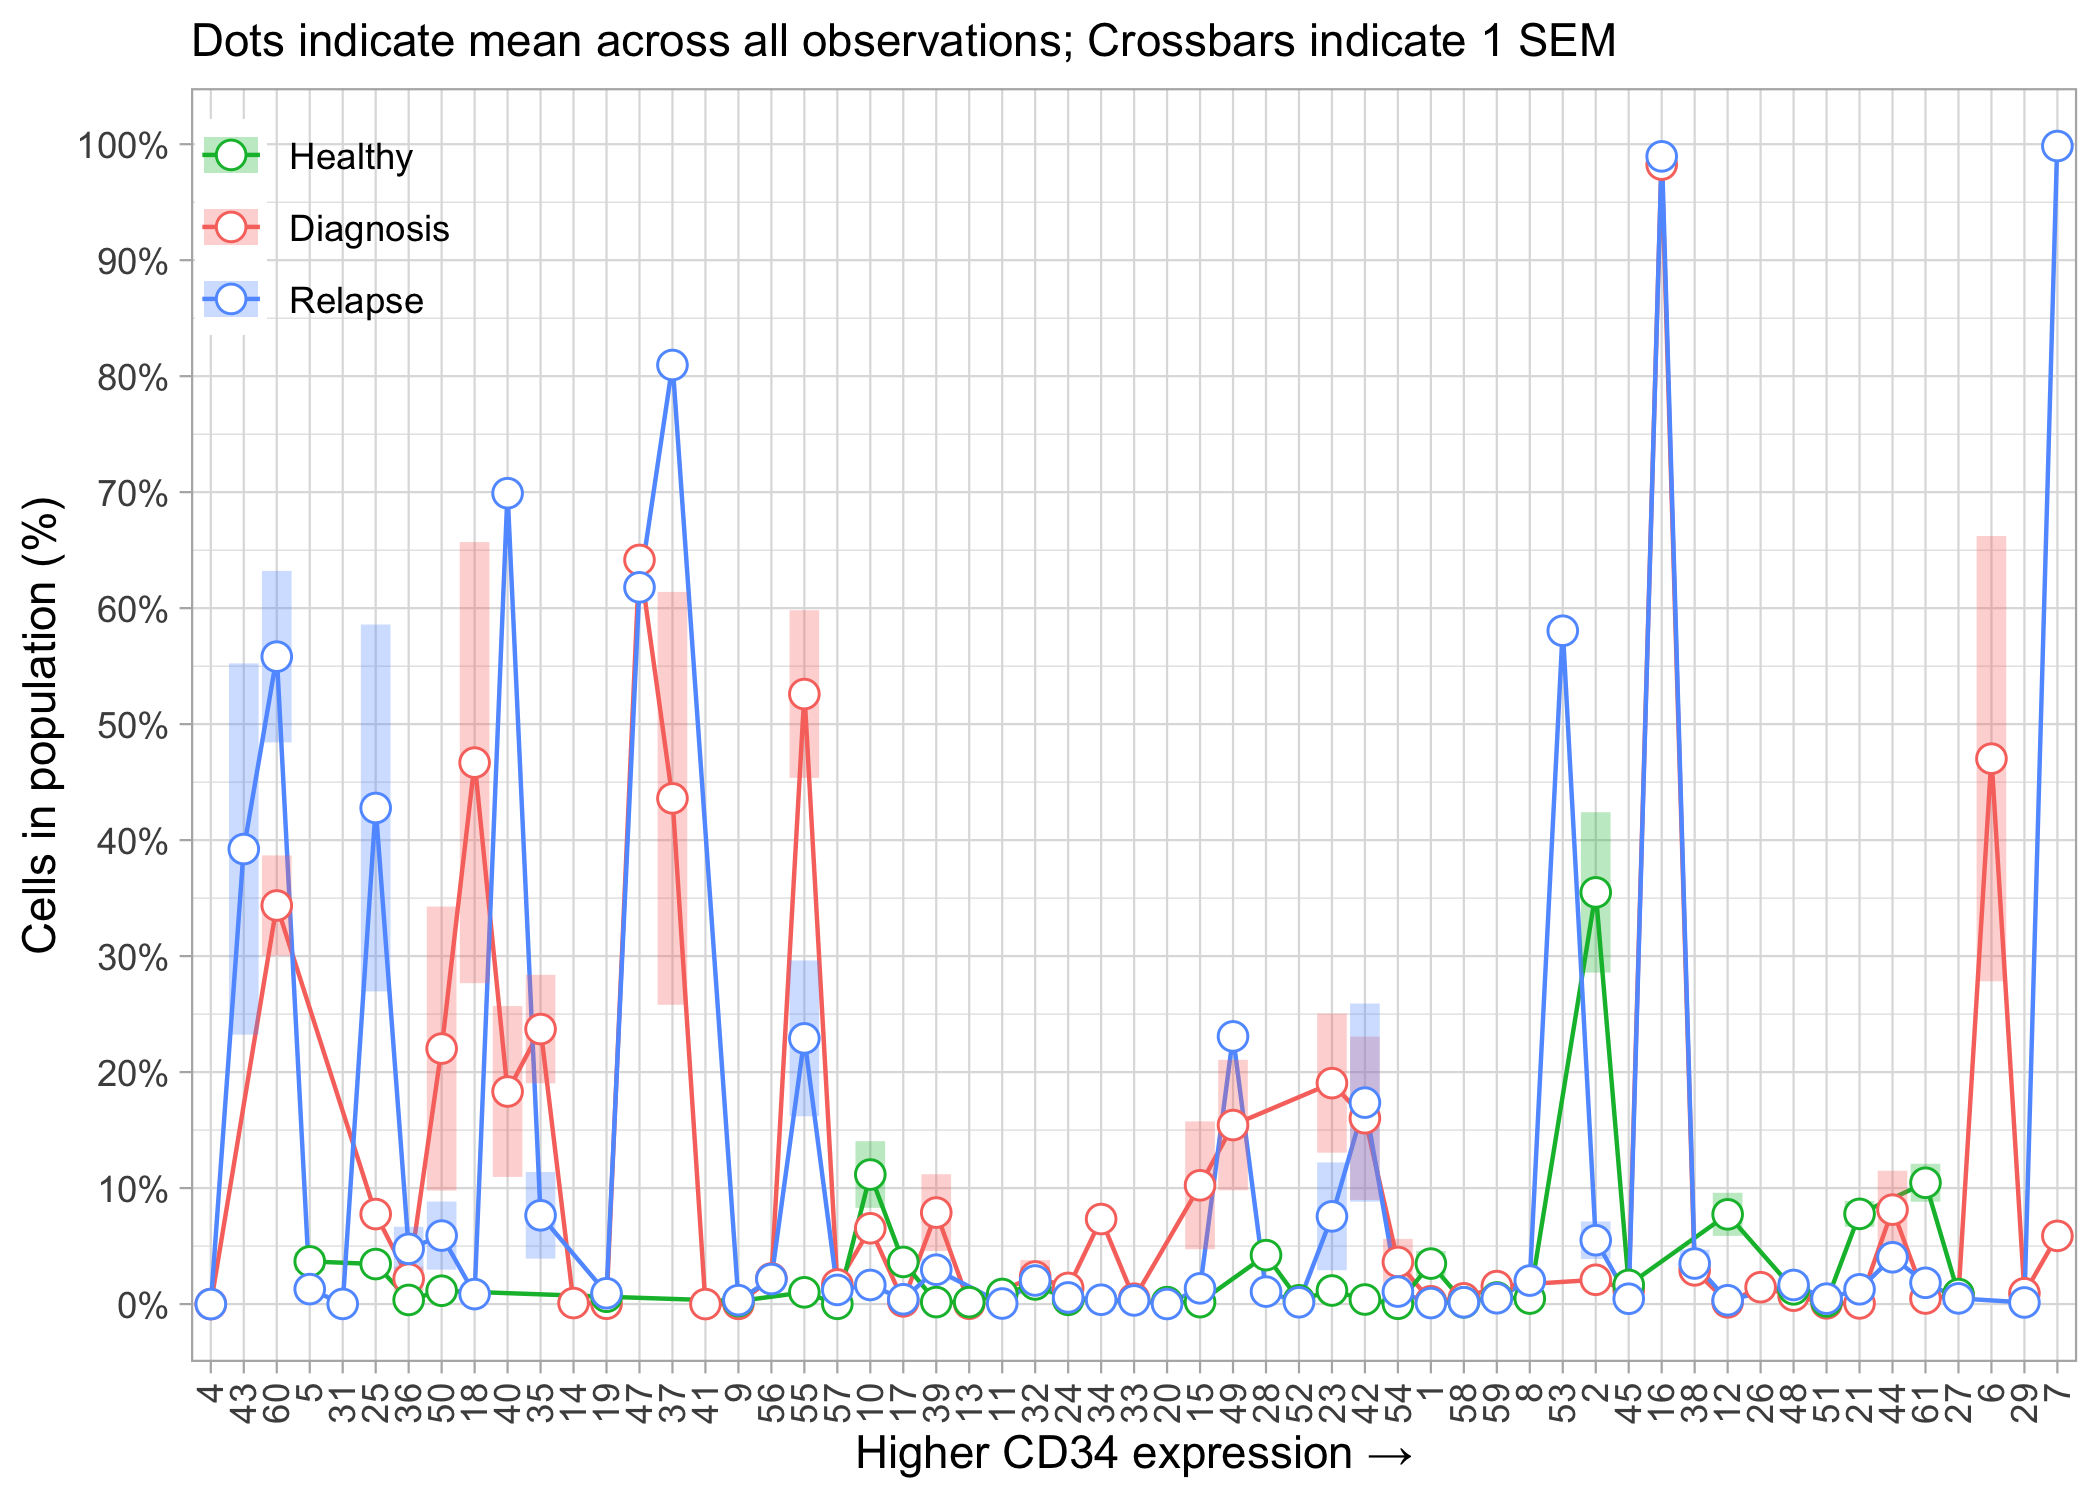 Dots indicate mean across all observations; Crossbars indicate 1 SEM
Healthy
Diagnosis
Relapse
100%
90%
80%
70%
60%
50%
40%
30%
20%
10%
0%
Cells in population (%)
4 43 60 5 31 25 36 50 18 40 35 14 19 47 37 41 9 56 55 57 10 17 39 13 11 32 24 34 33 20 15 49 28 52 23 42 54 1 58 59 8 53 2 45 16 38 12 26 48 51 21 44 61 27 6 29 7
Higher CD34 expression →